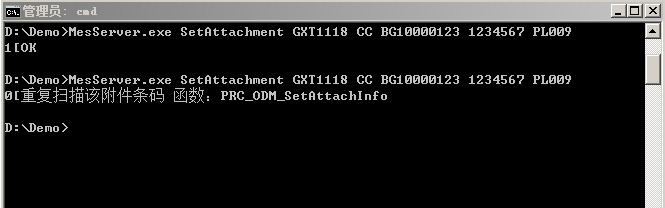 管理员: cmd
D:\Demo>MesServer.exe SetAttachment GXT1118 CC BG10000123 1234567 PL009
1[OK
D:\Demo>MesServer.exe SetAttachment GXT1118 CC BG10000123 1234567 PL009
0[重复扫描该附件条码 函数：PRC_ODM_SetAttachInfo
D:\Demo>